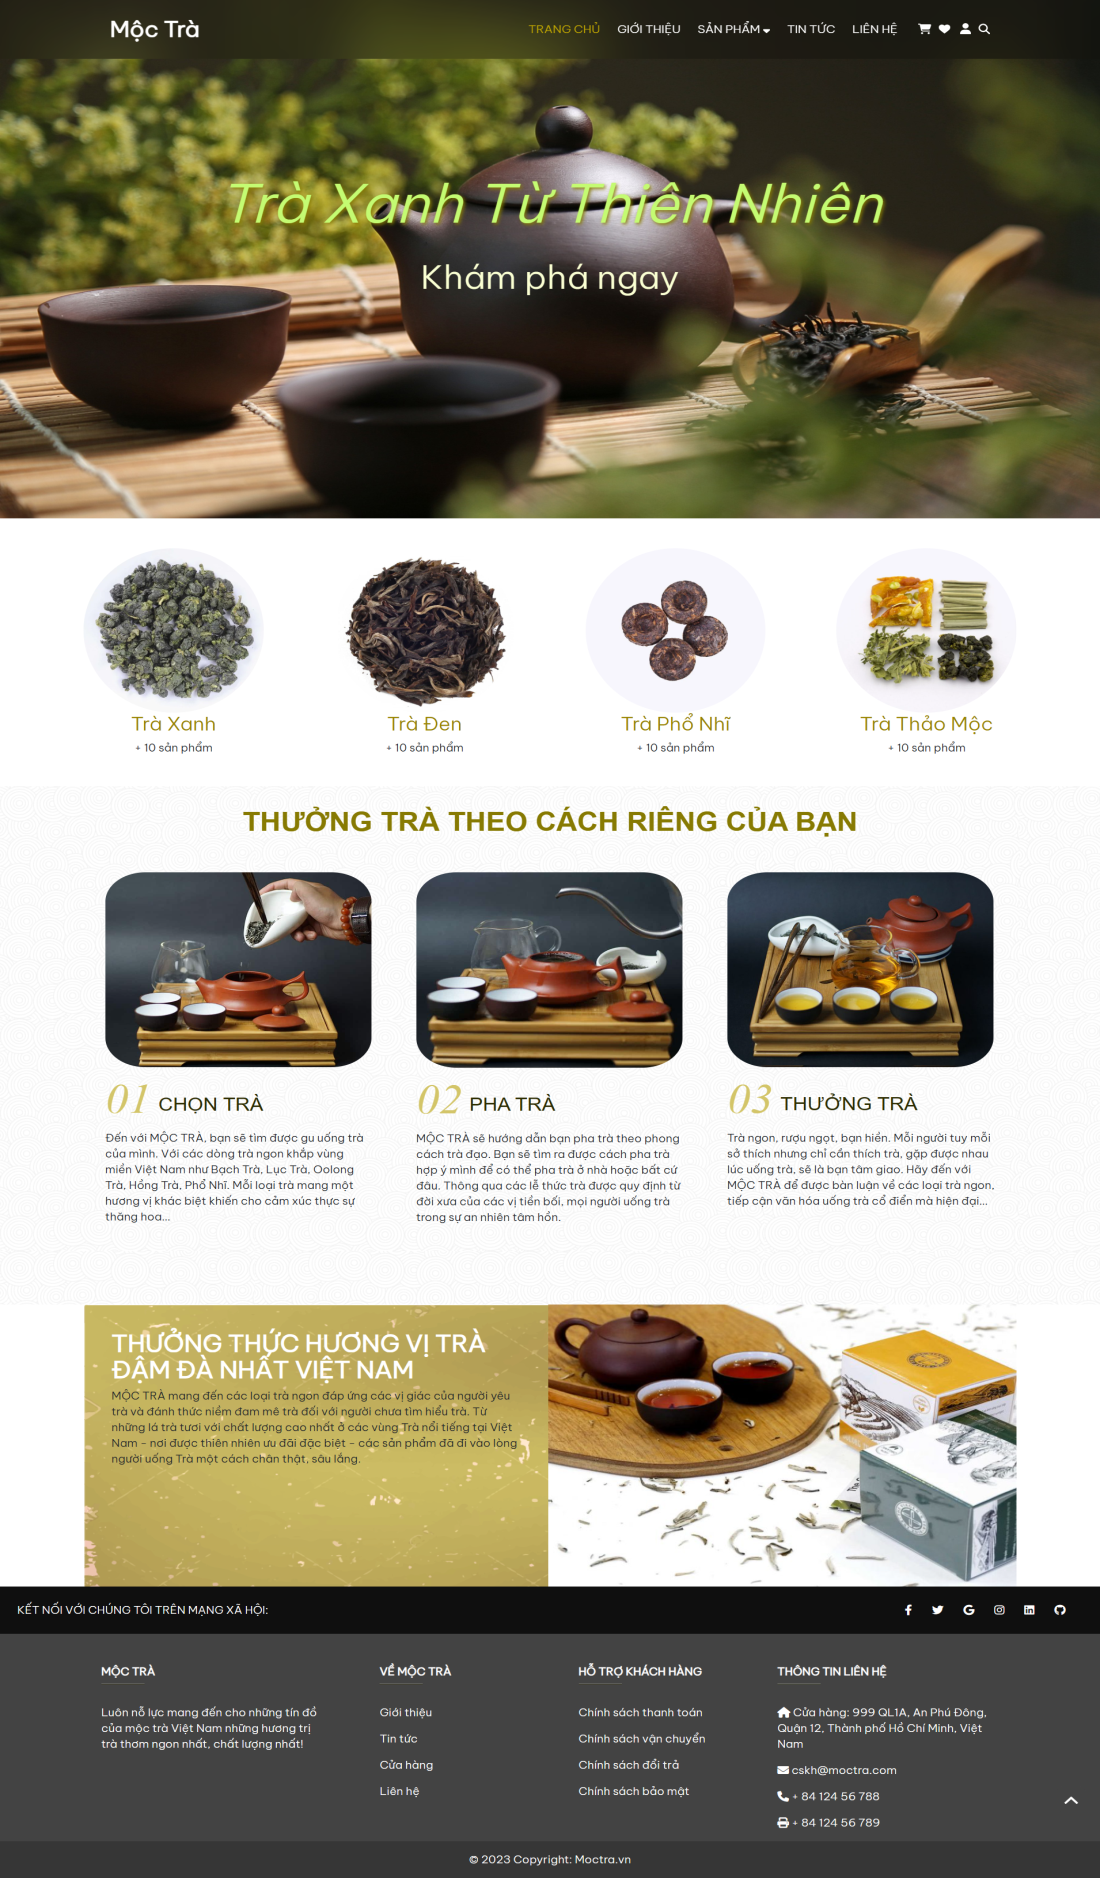 Mộc Trà
TRANG CHỦ GIỚI THIỆU SẢN PHẨM TIN TỨC LIÊN HỆ
Trà Xanh Từ Thiên Nhiên
Khám phá ngay
Trà Xanh
+ 10 sản phẩm
Trà Đen
+ 10 sản phẩm
Trà Phổ Nhĩ
+ 10 sản phẩm
Trà Thảo Mộc
+ 10 sản phẩm
THƯỞNG TRÀ THEO CÁCH RIÊNG CỦA BẠN
01 CHỌN TRÀ
Đến với MỘC TRÀ, bạn sẽ tìm được gu uống trà
của mình. Với các dòng trà ngon khắp vùng
miền Việt Nam như Bạch Trà, Lục Trà, Oolong
Trà, Hồng Trà, Phổ Nhĩ. Mỗi loại trà mang một
hương vị khác biệt khiến cho cảm xúc thực sự
thăng hoa...
02 PHA TRÀ
MỘC TRÀ sẽ hướng dẫn bạn pha trà theo phong
cách trà đạo. Bạn sẽ tìm ra được cách pha trà
hợp ý mình để có thể pha trà ở nhà hoặc bất cứ
đâu. Thông qua các lễ thức trà được quy định từ
đời xưa của các vị tiền bối, mọi người uống trà
trong sự an nhiên tâm hồn.
03 THƯỞNG TRÀ
Trà ngon, rượu ngọt, bạn hiền. Mỗi người tuy mỗi
sở thích nhưng chỉ cần thích trà, gặp được nhau
lúc uống trà, sẽ là bạn tâm giao. Hãy đến với
MỘC TRÀ để được bàn luận về các loại trà ngon,
tiếp cận văn hóa uống trà cổ điển mà hiện đại...
THƯỞNG THỨC HƯƠNG VỊ TRÀ
ĐẬM ĐÀ NHẤT VIỆT NAM
MỘC TRÀ mang đến các loại trà ngon đáp ứng các vị giác của người yêu
trà và đánh thức niềm đam mê trà đối với người chưa tìm hiểu trà. Từ
những lá trà tươi với chất lượng cao nhất ở các vùng Trà nổi tiếng tại Việt
Nam - nơi được thiên nhiên ưu đãi đặc biệt - các sản phẩm đã đi vào lòng
người uống Trà một cách chân thật, sâu lắng.
KẾT NỐI VỚI CHÚNG TÔI TRÊN MẠNG XÃ HỘI:
MỘC TRÀ
Luôn nỗ lực mang đến cho những tín đồ
của mộc trà Việt Nam những hương trị
trà thơm ngon nhất, chất lượng nhất!
VỀ MỘC TRÀ
Giới thiệu
Tin tức
Cửa hàng
Liên hệ
HỖ TRỢ KHÁCH HÀNG
Chính sách thanh toán
Chính sách vận chuyển
Chính sách đổi trả
Chính sách bảo mật
THÔNG TIN LIÊN HỆ
Cửa hàng: 999 QL1A, An Phú Đông,
Quận 12, Thành phố Hồ Chí Minh, Việt
Nam
cskh@moctra.com
+ 84 124 56 788
+ 84 124 56 789
© 2023 Copyright: Moctra.vn